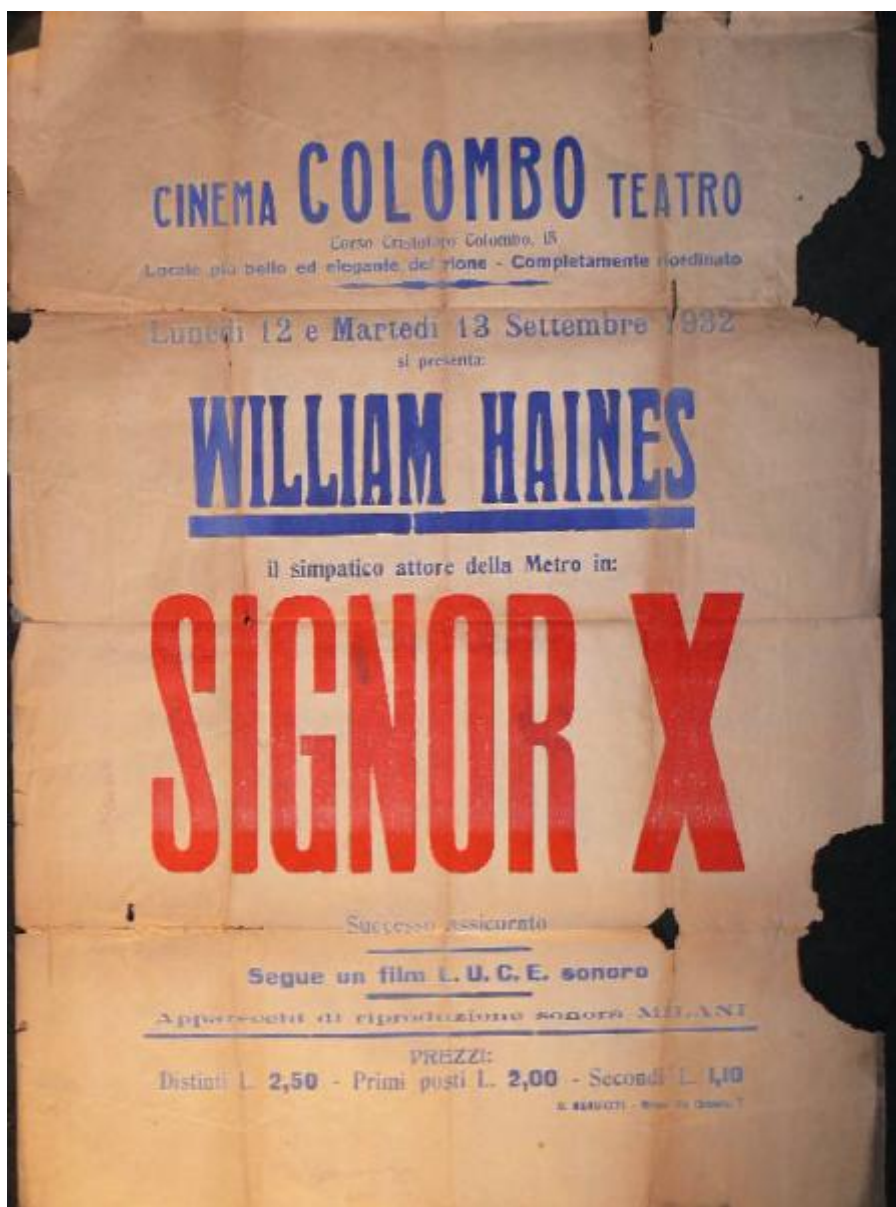 CINEMA COLOMBO TEATRO
Corso Cristoforo Colombo, 15
Locale più bello ed elegante del rione - Completamente riordinato
Lunedì 12 e Martedì 13 Settembre 1932
si presenta:
WILLIAM HAINES
il simpatico attore della Metro in:
SIGNOR X
Successo assicurato
Segue un film L. U. C. E. sonoro
Apparecchi di riproduzione sonora MILANI
PREZZI:
Distinti L. 2,50 - Primi posti L. 2,00 - Secondi L. 1,10